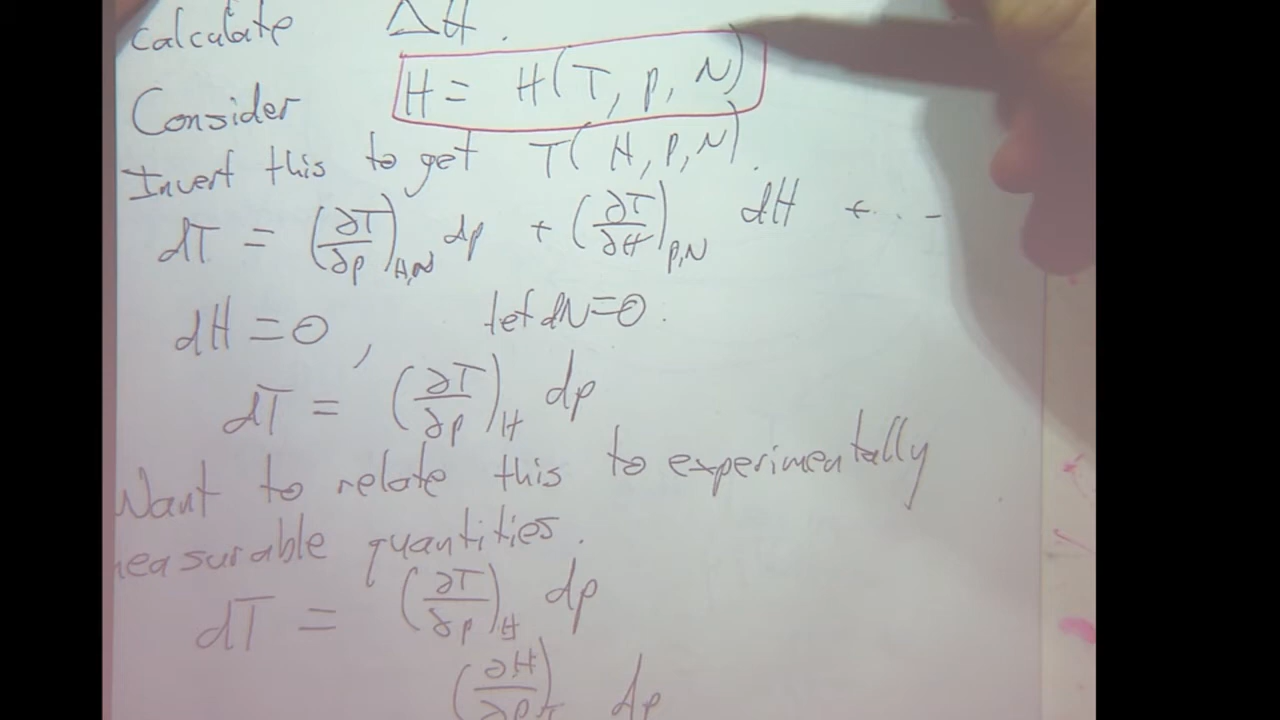 Calculate ΔH.
Consider H = H(T, P, N)
Invert this to get T(H, P, N).
dT = (∂T/∂P)_{H,N} dp + (∂T/∂H)_{P,N} dH + ...
dH = 0, let dN = 0.
dT = (∂T/∂P)_H dp
Want to relate this to experimentally
measurable quantities.
dT = (∂T/∂P)_H dp
(∂H/∂P)_T dp